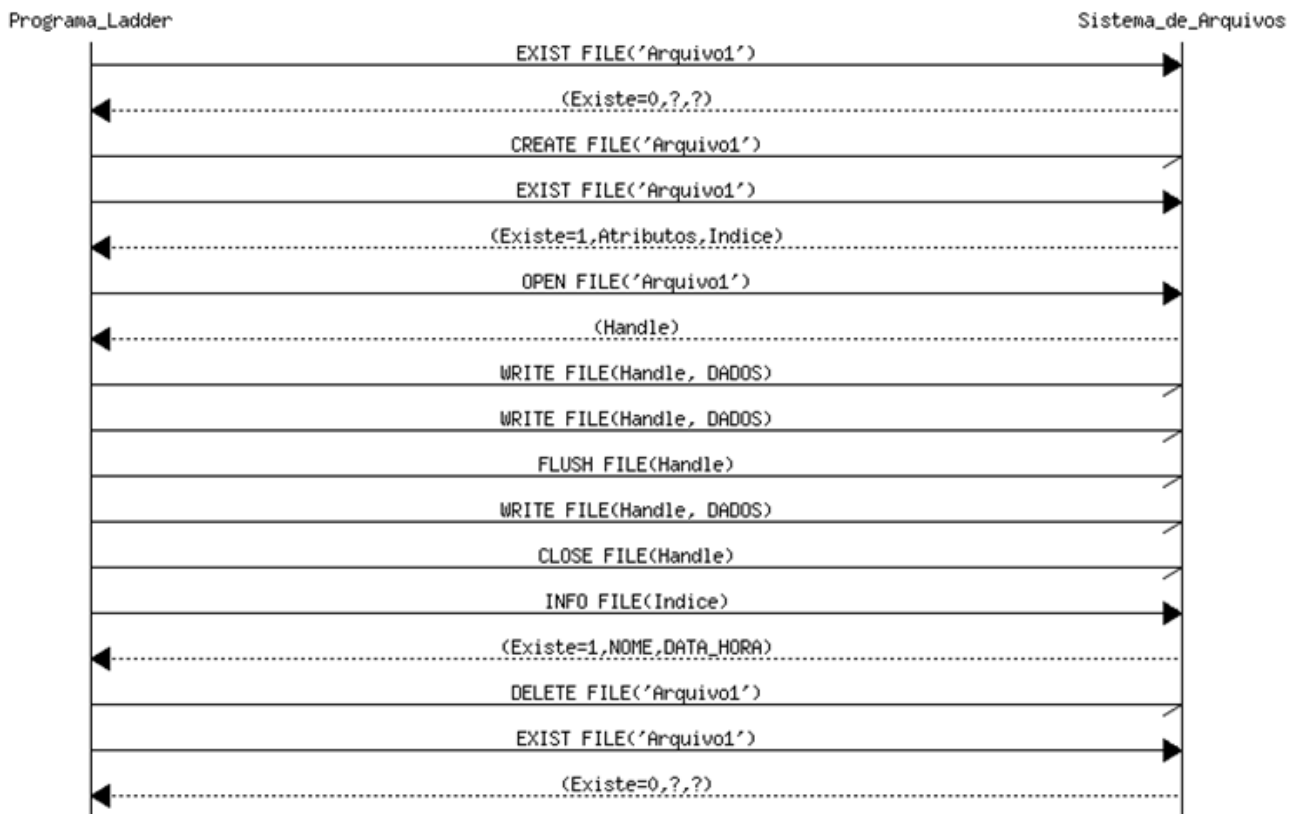 Programa_Ladder Sistema_de_Arquivos
EXIST FILE('Arquivo1')
(Existe=0,?,?)
CREATE FILE('Arquivo1')
EXIST FILE('Arquivo1')
(Existe=1,Atributos,Indice)
OPEN FILE('Arquivo1')
(Handle)
WRITE FILE(Handle, DADOS)
WRITE FILE(Handle, DADOS)
FLUSH FILE(Handle)
WRITE FILE(Handle, DADOS)
CLOSE FILE(Handle)
INFO FILE(Indice)
(Existe=1,NOME,DATA_HORA)
DELETE FILE('Arquivo1')
EXIST FILE('Arquivo1')
(Existe=0,?,?)